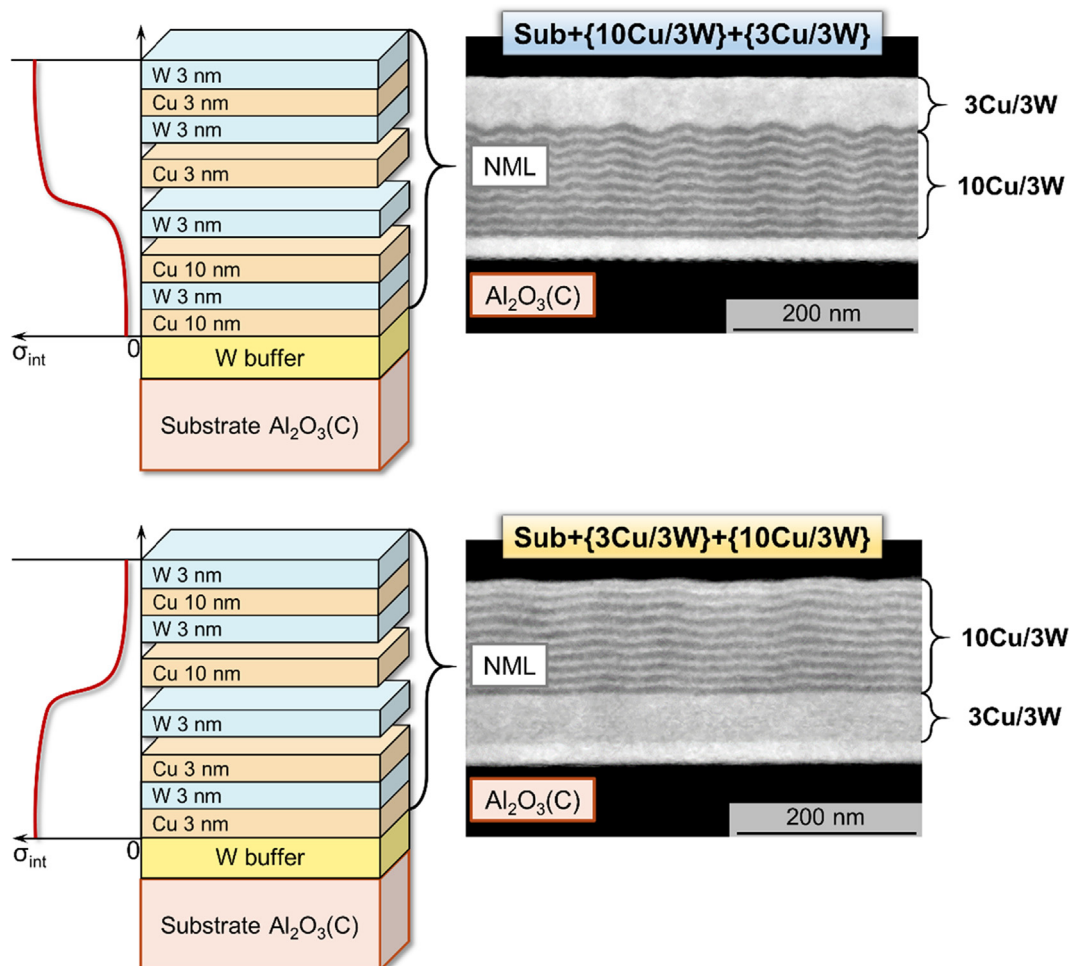 Sub+{10Cu/3W}+{3Cu/3W}
W 3 nm
Cu 3 nm
W 3 nm
Cu 3 nm
W 3 nm
Cu 10 nm
W 3 nm
Cu 10 nm
σint
0
W buffer
Substrate Al2O3(C)
NML
3Cu/3W
10Cu/3W
Al2O3(C)
200 nm
Sub+{3Cu/3W}+{10Cu/3W}
W 3 nm
Cu 10 nm
W 3 nm
Cu 10 nm
W 3 nm
Cu 3 nm
W 3 nm
Cu 3 nm
σint
0
W buffer
Substrate Al2O3(C)
NML
10Cu/3W
3Cu/3W
Al2O3(C)
200 nm